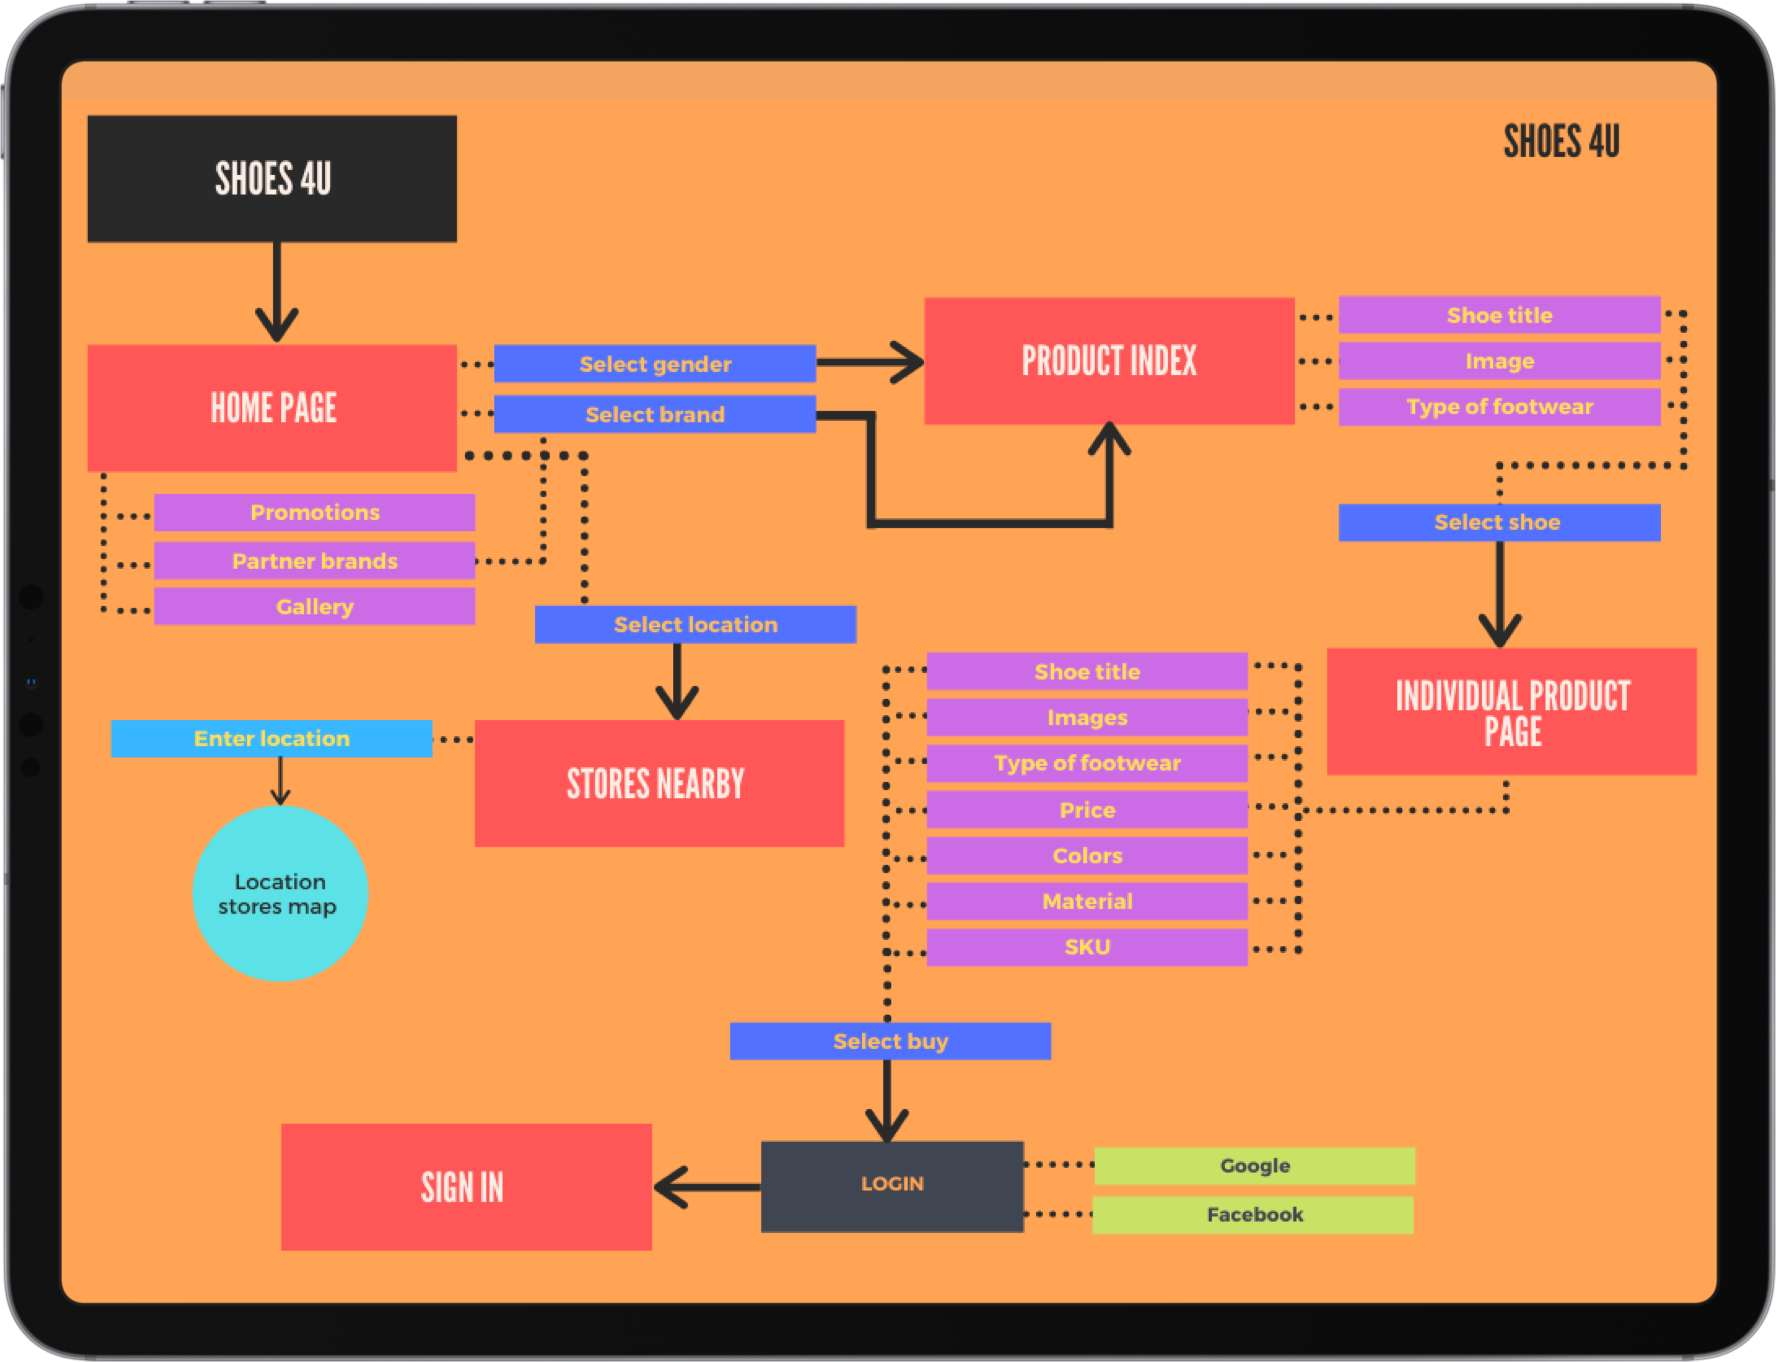 SHOES 4U
SHOES 4U
HOME PAGE
Select gender
Select brand
PRODUCT INDEX
Shoe title
Image
Type of footwear
Promotions
Partner brands
Gallery
Select shoe
Select location
Enter location
STORES NEARBY
Location
stores map
Shoe title
Images
Type of footwear
Price
Colors
Material
SKU
INDIVIDUAL PRODUCT
PAGE
Select buy
SIGN IN
LOGIN
Google
Facebook